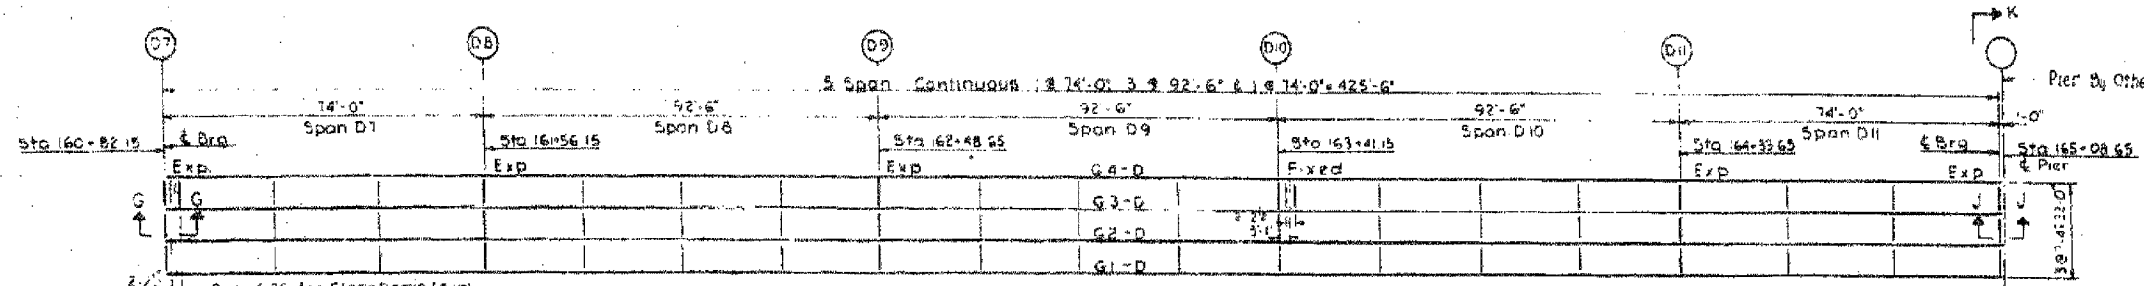 K
D7 D8 D9 D10 D11
5 Span Continuous 1 @ 74'-0", 3 @ 92'-6" & 1 @ 74'-0" = 425'-6"
Pier By Othe
74'-0" 92'-6" 92'-6" 92'-6" 74'-0" 1'-0"
Span D7 Span D8 Span D9 Span D10 Span D11
Sta 160+82.15 ℄ Brg Sta 161+56.15 Sta 162+48.65 Sta 163+41.15 Sta 164+33.65 ℄ Brg Sta 165+08.65
℄ Pier
Exp. Exp Exp G4-D Fixed Exp Exp
G G G3-D J J
G2-D
G1-D